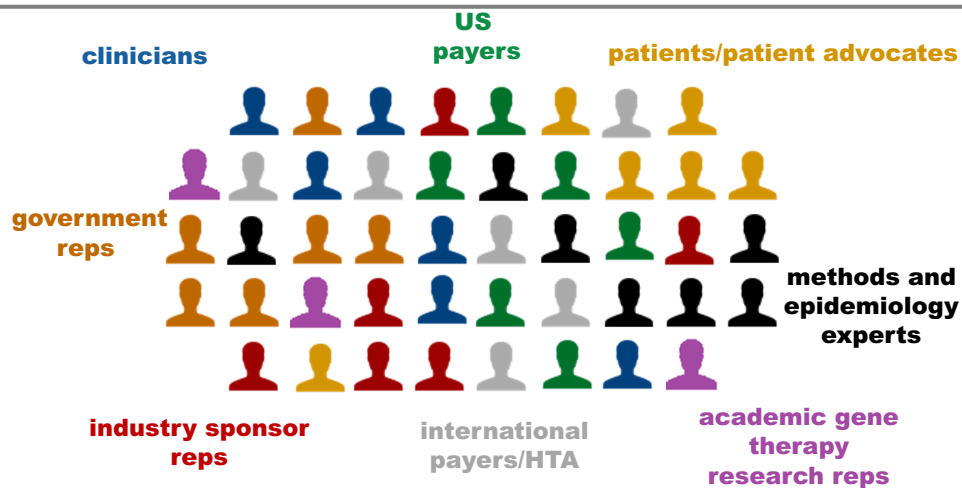 US
payers
clinicians
patients/patient advocates
government
reps
methods and
epidemiology
experts
industry sponsor
reps
international
payers/HTA
academic gene
therapy
research reps